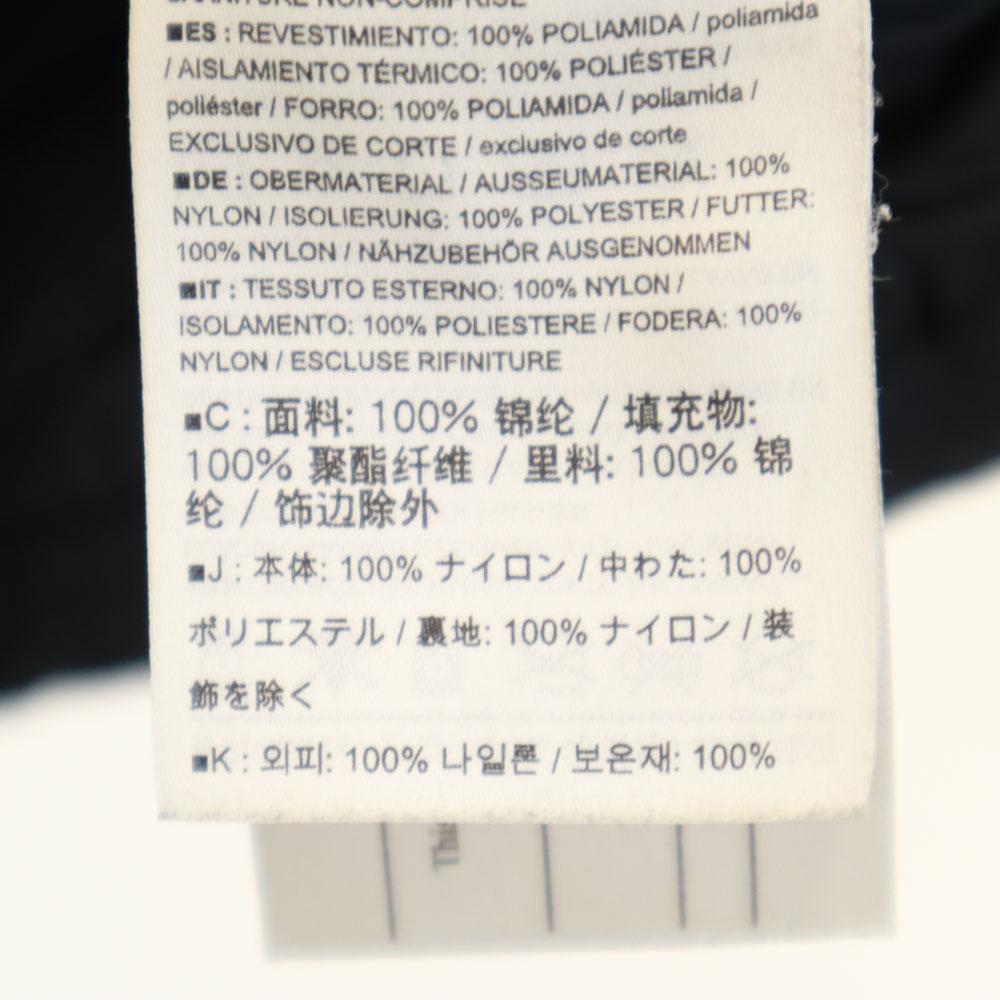 NON-COMPRISE
■ES : REVESTIMIENTO: 100% POLIAMIDA / poliamida
/ AISLAMIENTO TÉRMICO: 100% POLIÉSTER /
poliéster / FORRO: 100% POLIAMIDA / poliamida /
EXCLUSIVO DE CORTE / exclusivo de corte
■DE : OBERMATERIAL / AUSSEUMATERIAL: 100%
NYLON / ISOLIERUNG: 100% POLYESTER / FUTTER:
100% NYLON / NÄHZUBEHÖR AUSGENOMMEN
■IT : TESSUTO ESTERNO: 100% NYLON /
ISOLAMENTO: 100% POLIESTERE / FODERA: 100%
NYLON / ESCLUSE RIFINITURE
■C : 面料: 100% 锦纶 / 填充物:
100% 聚酯纤维 / 里料: 100% 锦
纶 / 饰边除外
■J : 本体: 100% ナイロン / 中わた: 100%
ポリエステル / 裏地: 100% ナイロン / 装
飾を除く
■K : 외피: 100% 나일론 / 보온재: 100%
This